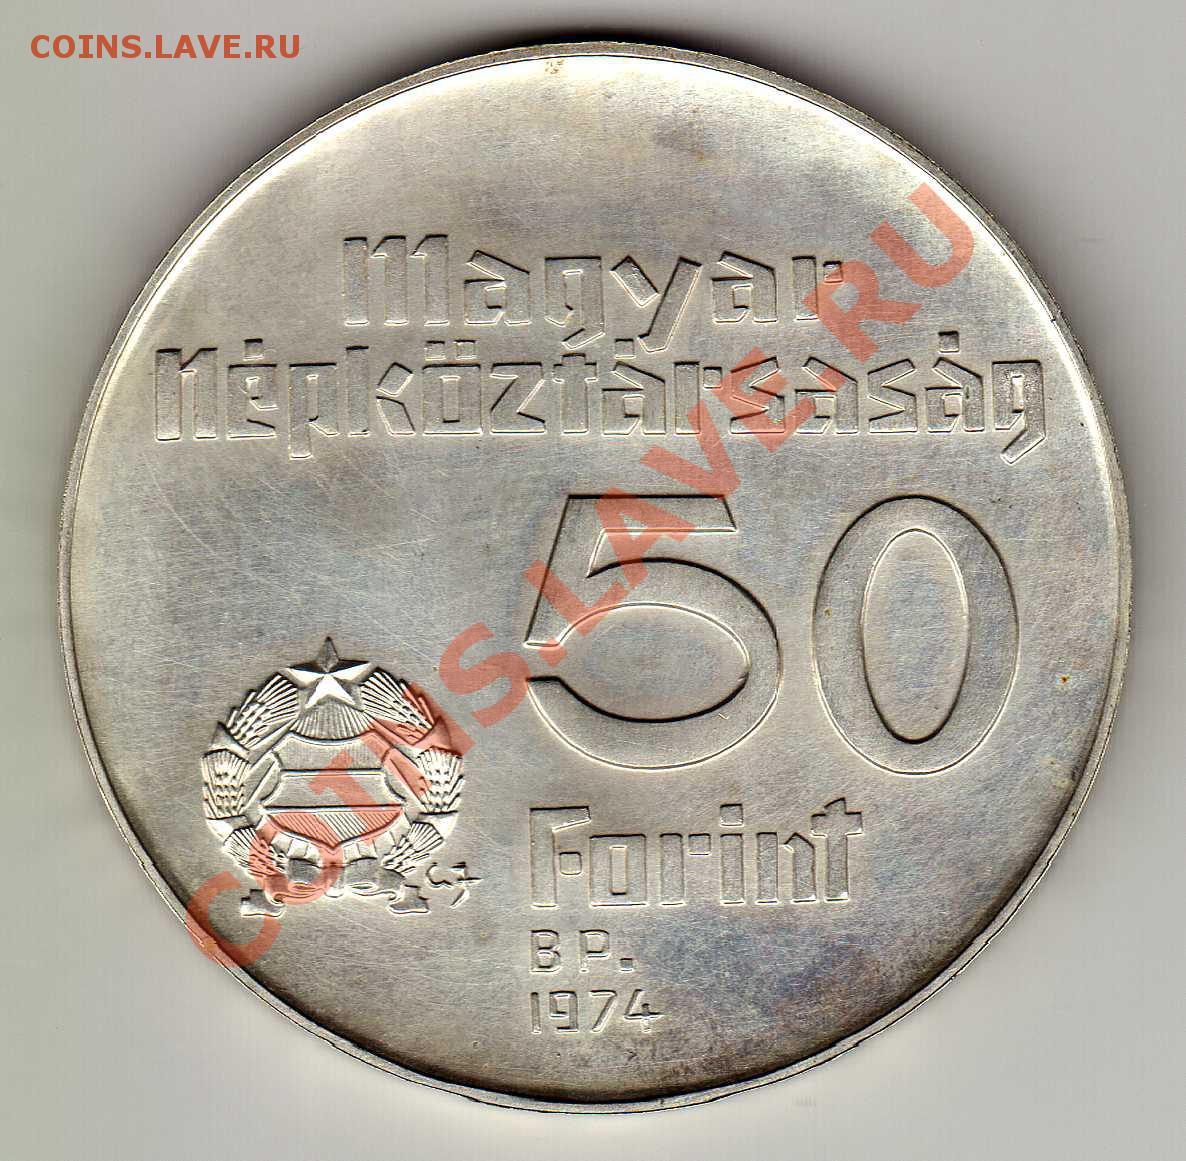 COINS.LAVE.RU
Magyar
Népköztársaság
50
Forint
BP.
1974
COINS.LAVE.RU